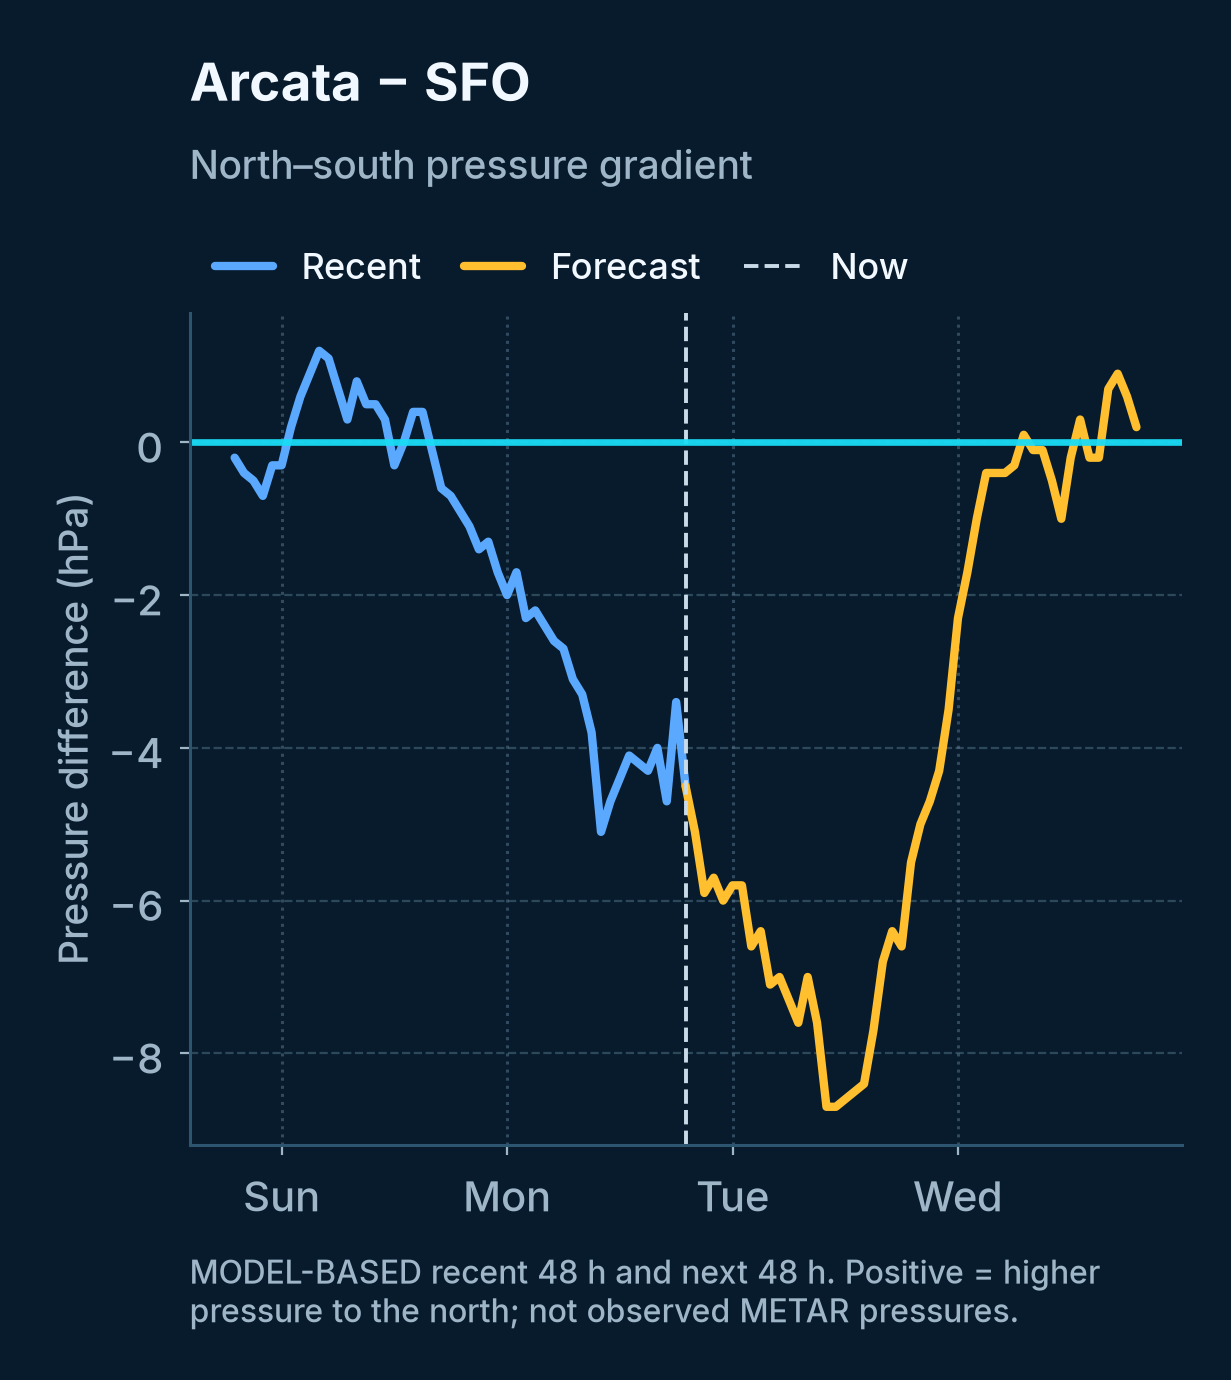 Arcata – SFO
North–south pressure gradient
Recent Forecast Now
0
−2
−4
−6
−8
Pressure difference (hPa)
Sun Mon Tue Wed
MODEL-BASED recent 48 h and next 48 h. Positive = higher
pressure to the north; not observed METAR pressures.